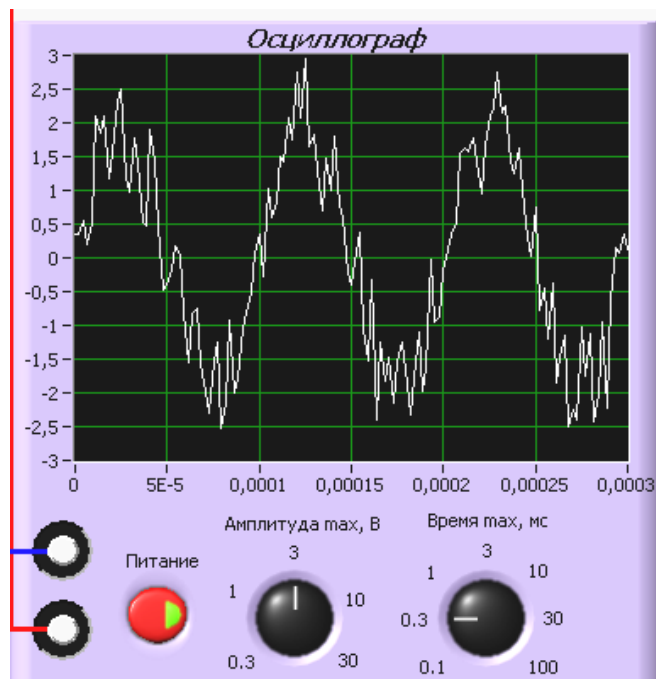 Осциллограф
3
2,5
2
1,5
1
0,5
0
-0,5
-1
-1,5
-2
-2,5
-3
0 5E-5 0,0001 0,00015 0,0002 0,00025 0,0003
Питание
Амплитуда max, В
0.3 1 3 10 30
Время max, мс
0.1 0.3 1 3 10 30 100